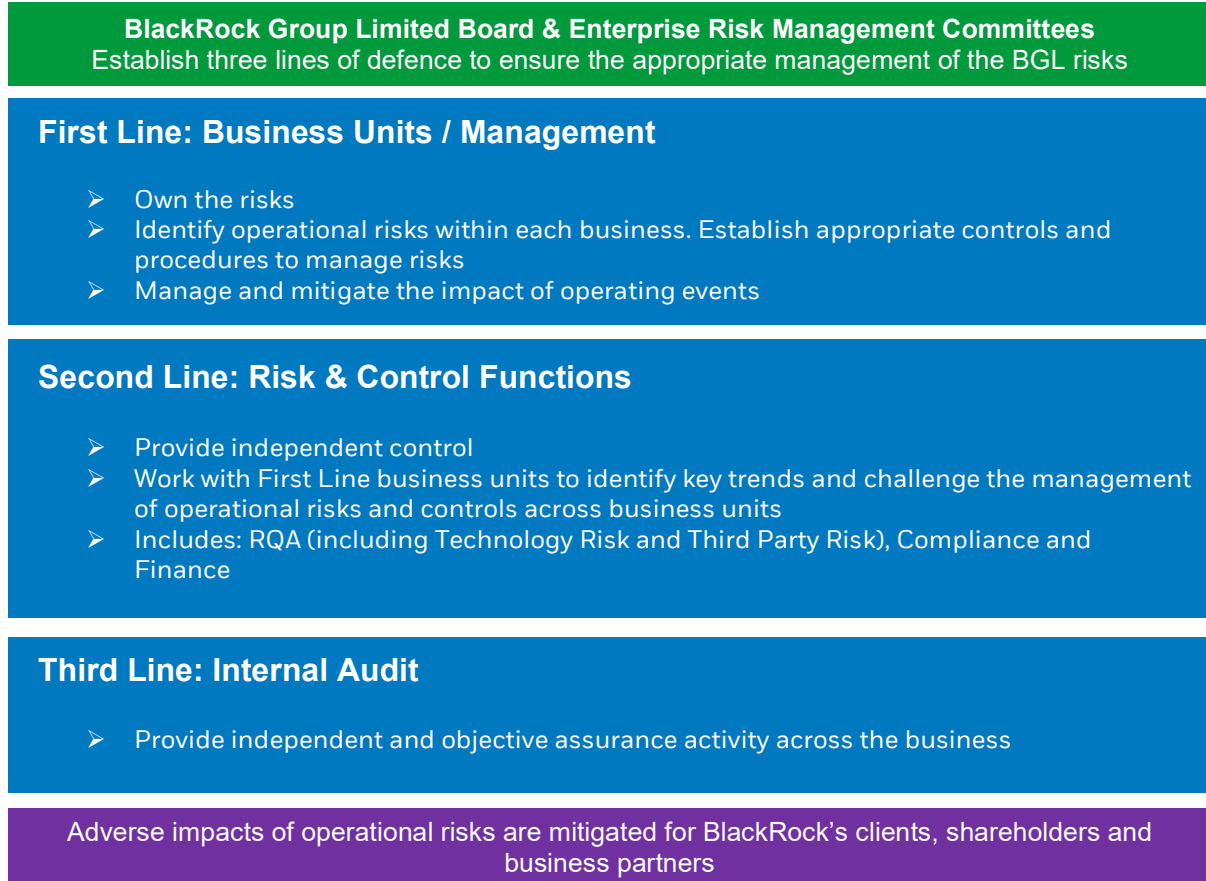 BlackRock Group Limited Board & Enterprise Risk Management Committees
Establish three lines of defence to ensure the appropriate management of the BGL risks
First Line: Business Units / Management
➢ Own the risks
➢ Identify operational risks within each business. Establish appropriate controls and
procedures to manage risks
➢ Manage and mitigate the impact of operating events
Second Line: Risk & Control Functions
➢ Provide independent control
➢ Work with First Line business units to identify key trends and challenge the management
of operational risks and controls across business units
➢ Includes: RQA (including Technology Risk and Third Party Risk), Compliance and
Finance
Third Line: Internal Audit
➢ Provide independent and objective assurance activity across the business
Adverse impacts of operational risks are mitigated for BlackRock’s clients, shareholders and
business partners